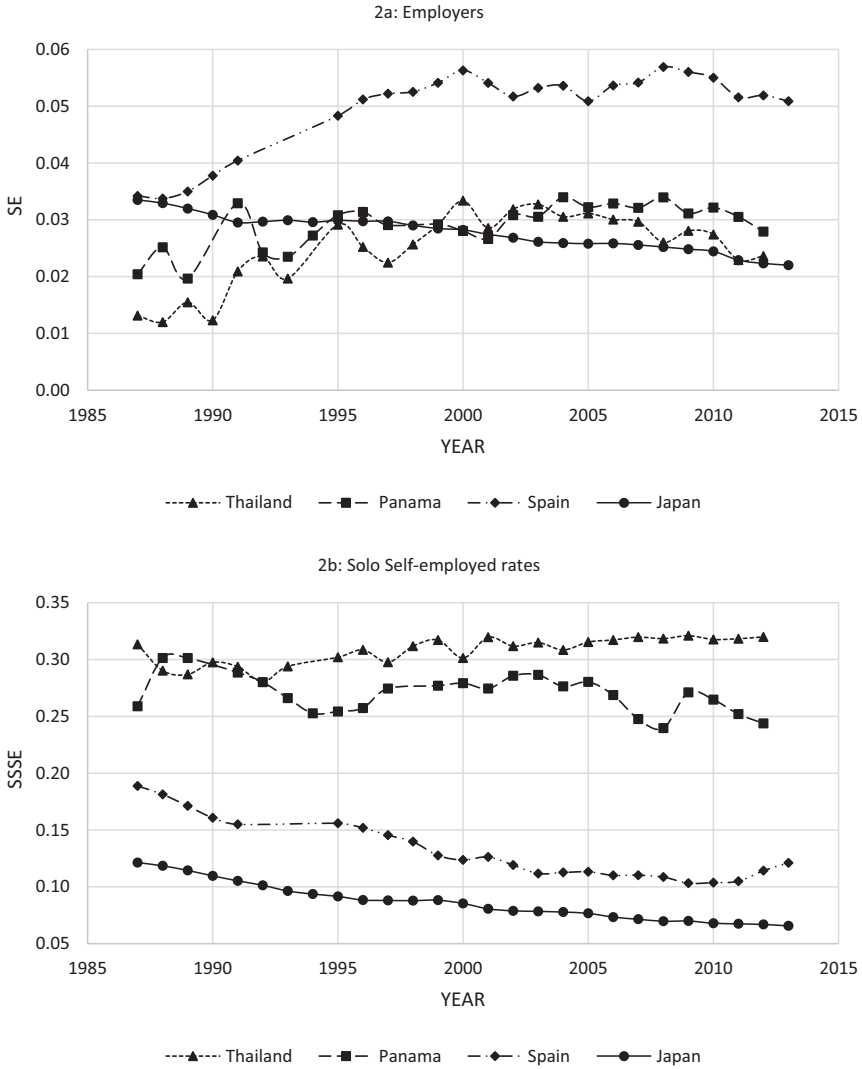 2a: Employers
0.06
0.05
0.04
0.03
0.02
0.01
0.00
SE
1985 1990 1995 2000 2005 2010 2015
YEAR
Thailand Panama Spain Japan
2b: Solo Self-employed rates
0.35
0.30
0.25
0.20
0.15
0.10
0.05
SSSE
1985 1990 1995 2000 2005 2010 2015
YEAR
Thailand Panama Spain Japan